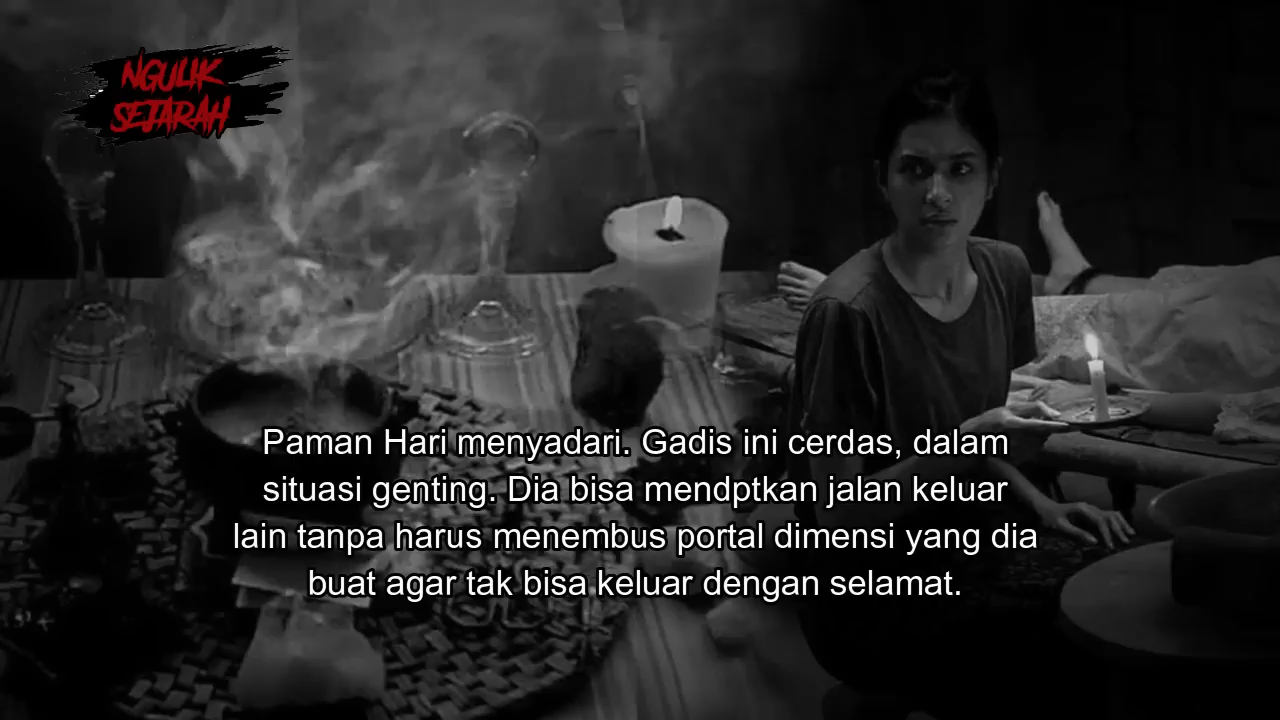 NGULIK
SEJARAH
Paman Hari menyadari. Gadis ini cerdas, dalam
situasi genting. Dia bisa mendptkan jalan keluar
lain tanpa harus menembus portal dimensi yang dia
buat agar tak bisa keluar dengan selamat.